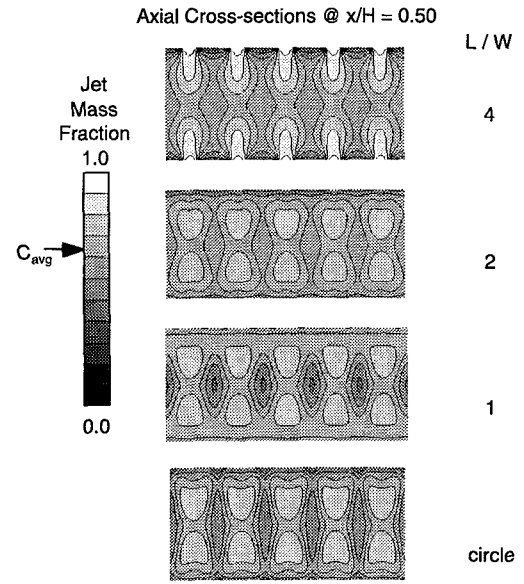 Axial Cross-sections @ x/H = 0.50
L / W
Jet
Mass
Fraction
1.0
C_avg
0.0
4
2
1
circle